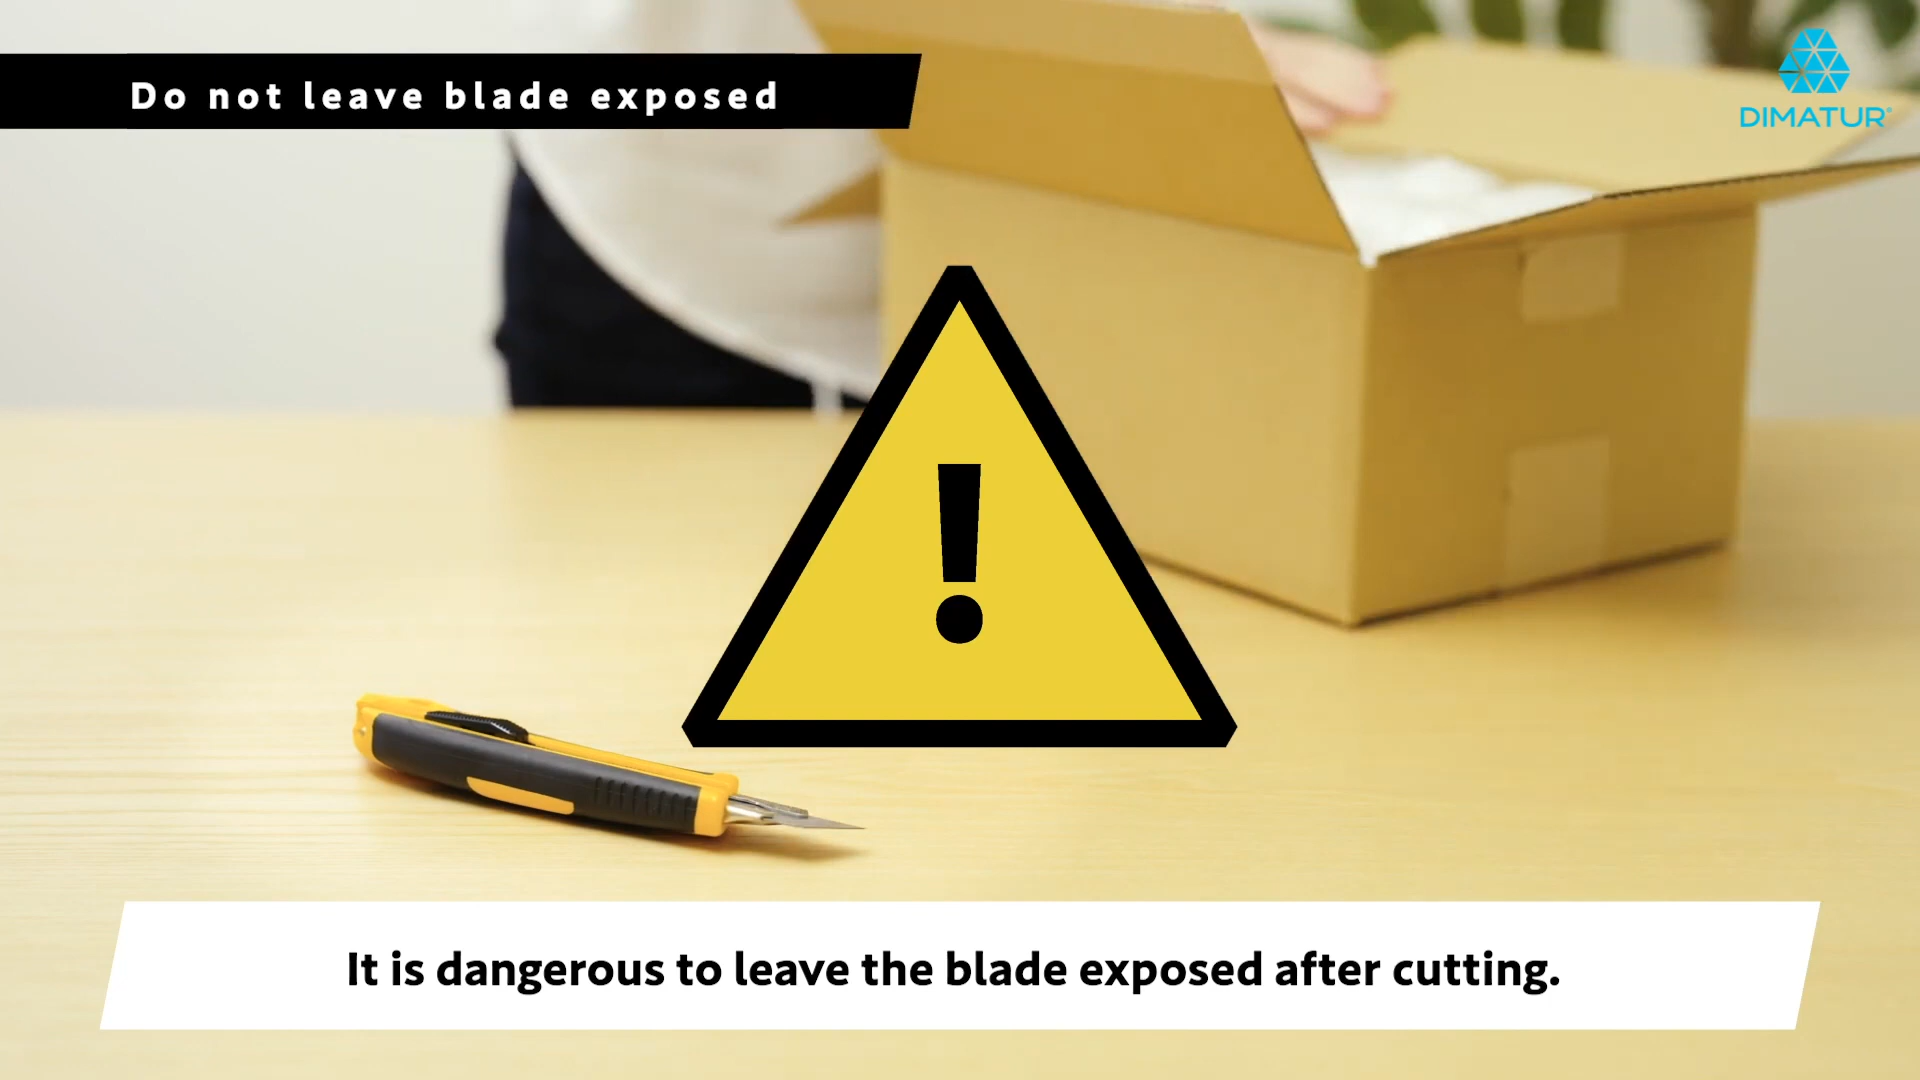 Do not leave blade exposed
DIMATUR®
!
It is dangerous to leave the blade exposed after cutting.